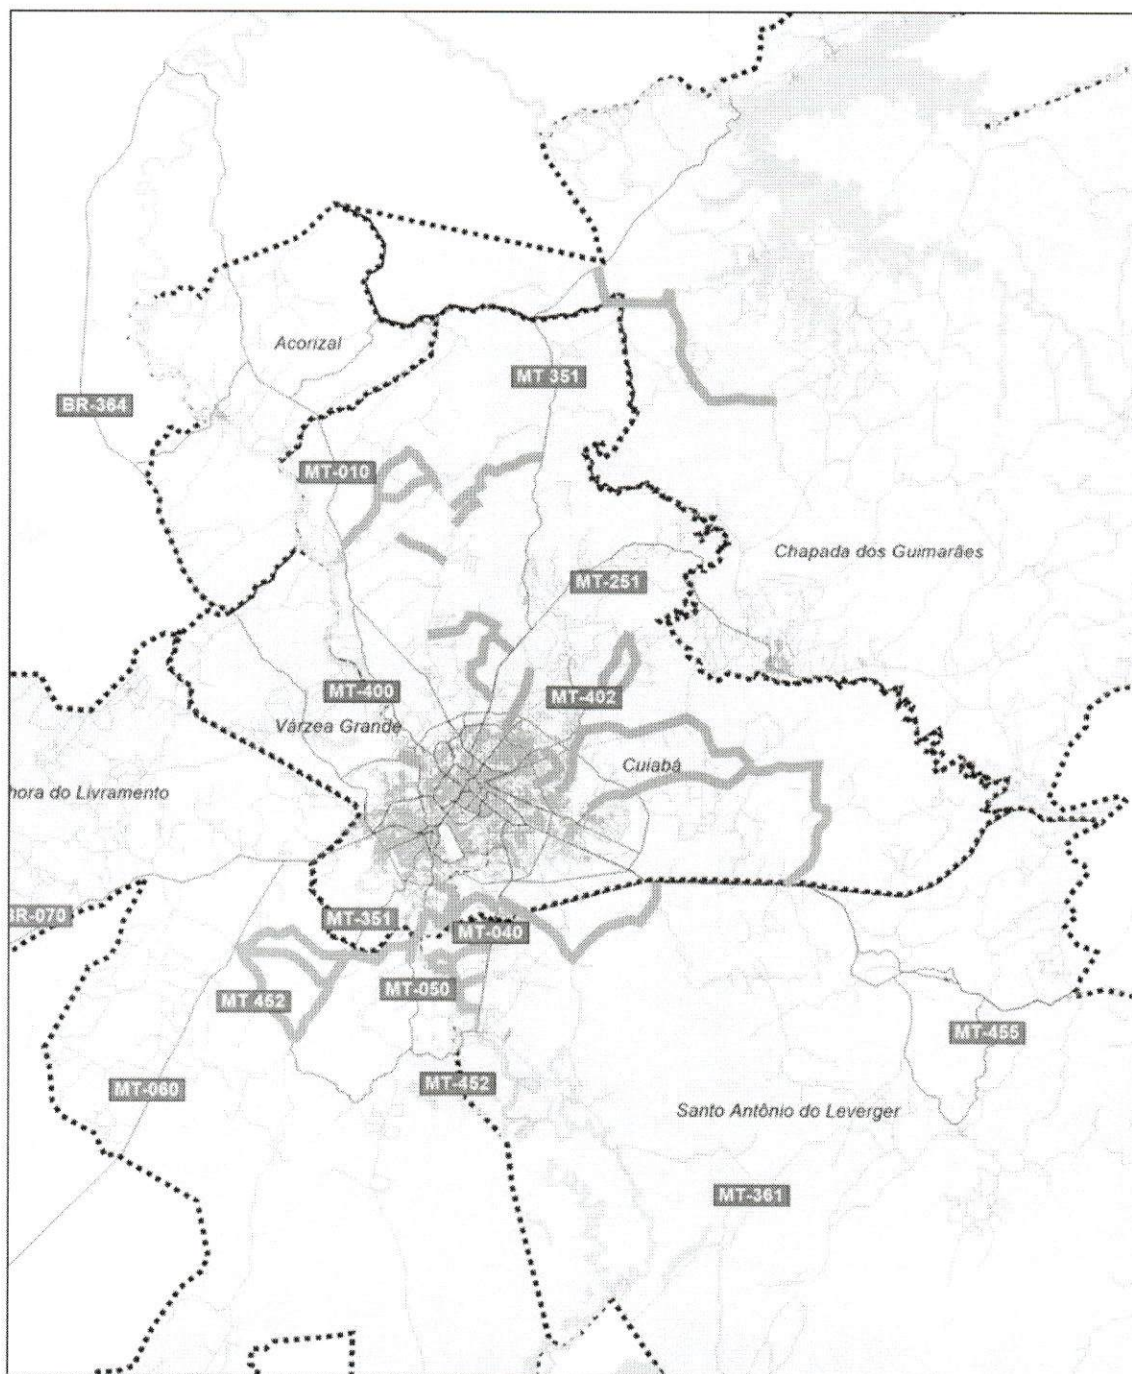 Acorizal
MT 351
BR-364
MT-010
Chapada dos Guimarães
MT-251
MT-400
MT-402
Várzea Grande
Cuiabá
hora do Livramento
BR-070
MT-351
MT-040
MT-050
MT 452
MT-455
MT-060
MT-452
Santo Antônio do Leverger
MT-361